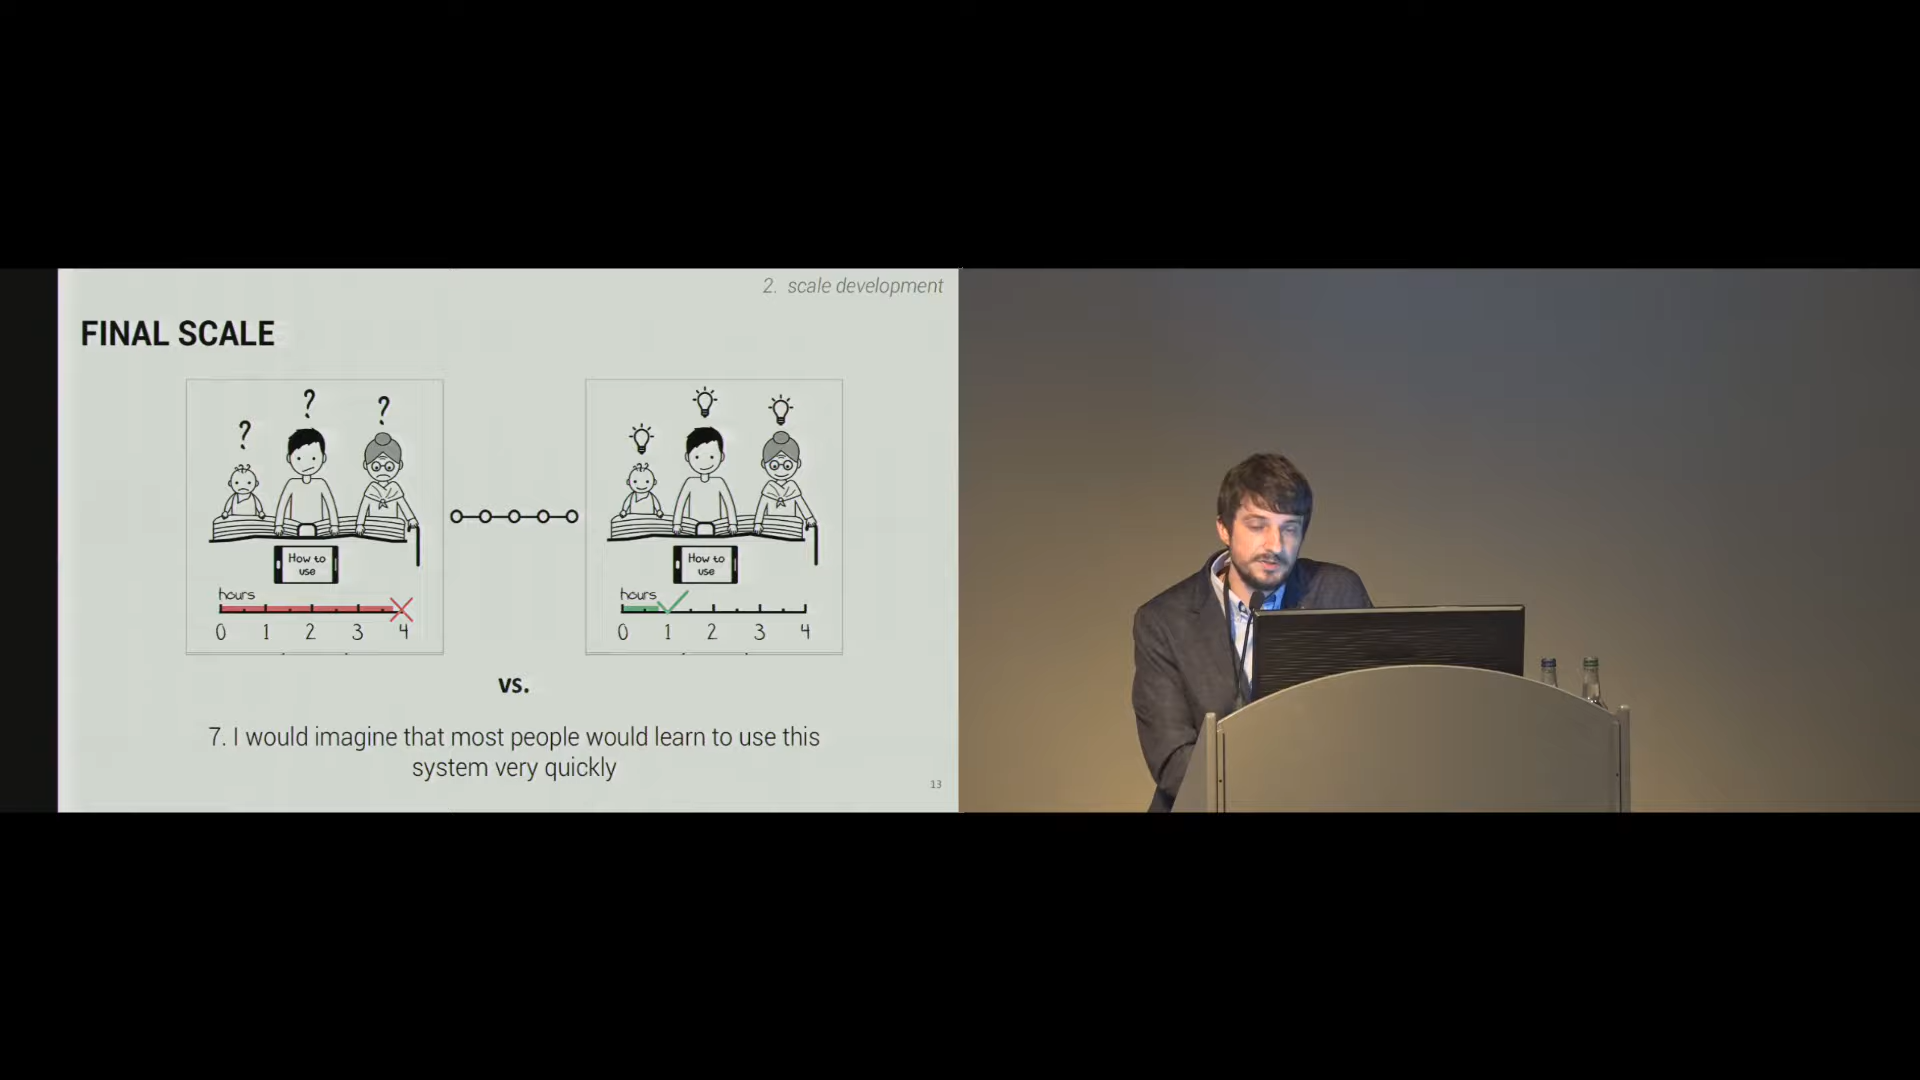 2. scale development
FINAL SCALE
? ? ?
How to
use
hours
0 1 2 3 4
How to
use
hours
0 1 2 3 4
vs.
7. I would imagine that most people would learn to use this
system very quickly
13